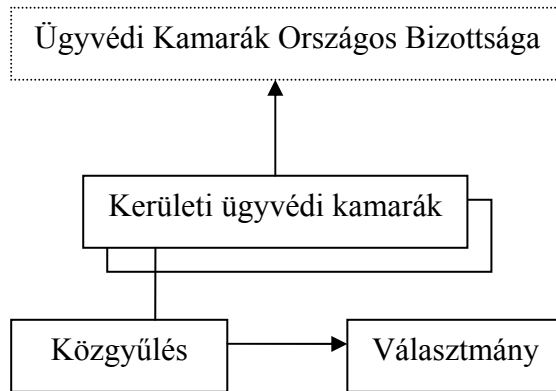 Ügyvédi Kamarák Országos Bizottsága
Kerületi ügyvédi kamarák
Közgyűlés
Választmány